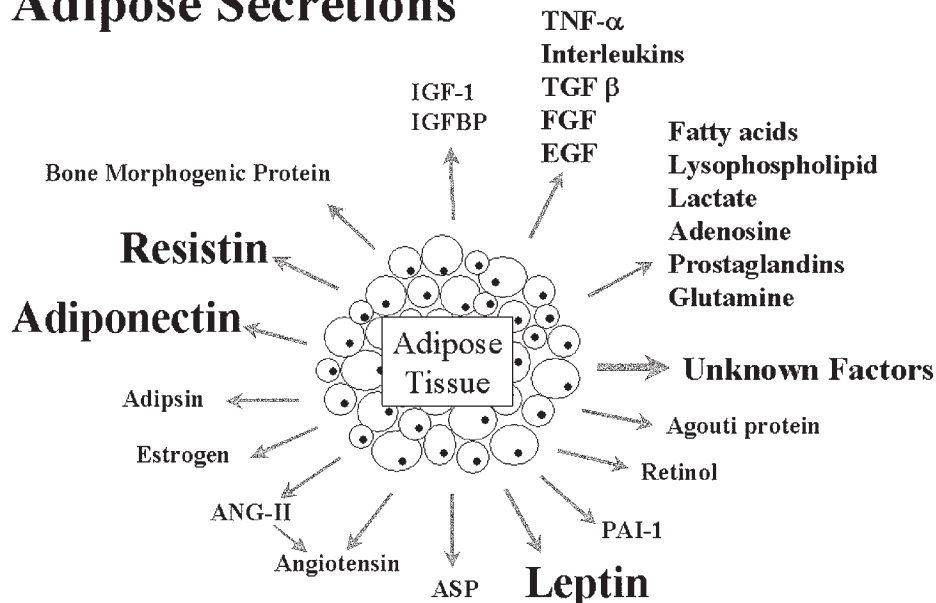 Adipose Secretions
TNF-α
Interleukins
TGF β
FGF
EGF
IGF-1
IGFBP
Fatty acids
Lysophospholipid
Lactate
Adenosine
Prostaglandins
Glutamine
Bone Morphogenic Protein
Resistin
Adiponectin
Adipose
Tissue
Unknown Factors
Adipsin
Agouti protein
Estrogen
Retinol
ANG-II
PAI-1
Angiotensin
ASP
Leptin